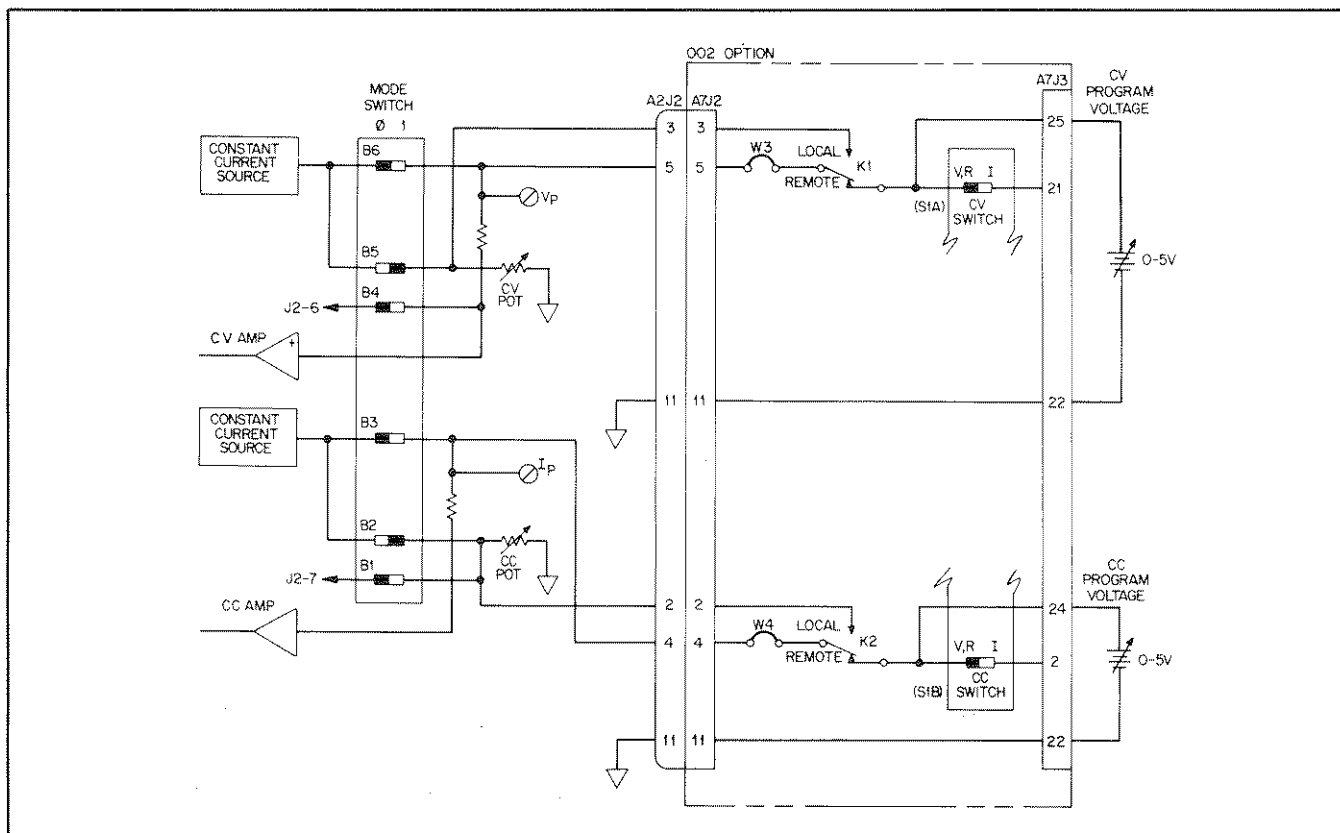 002 OPTION
A7J3
CV
PROGRAM
VOLTAGE
MODE
SWITCH
Ø 1
A2J2 A7J2
CONSTANT
CURRENT
SOURCE
B6
3 3
5 5
W3
LOCAL
REMOTE
K1
V,R I
(S1A)
CV
SWITCH
25
21
0-5V
VP
B5
CV
POT
B4
J2-6
CV AMP
+
11 11
22
CONSTANT
CURRENT
SOURCE
B3
IP
B2
CC
POT
B1
J2-7
CC AMP
2 2
4 4
W4
LOCAL
REMOTE
K2
V,R I
(S1B)
CC
SWITCH
24
2
CC
PROGRAM
VOLTAGE
0-5V
11 11
22